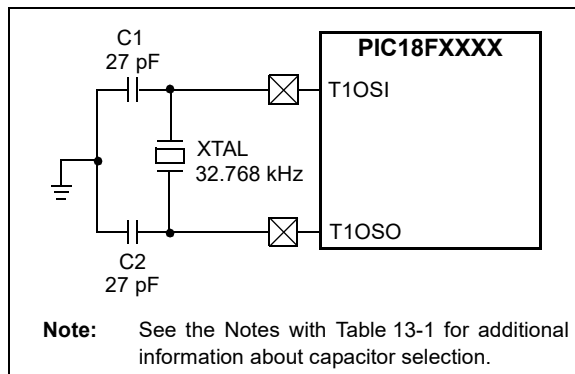 C1
27 pF
PIC18FXXXX
T1OSI
XTAL
32.768 kHz
T1OSO
C2
27 pF
Note: See the Notes with Table 13-1 for additional
information about capacitor selection.